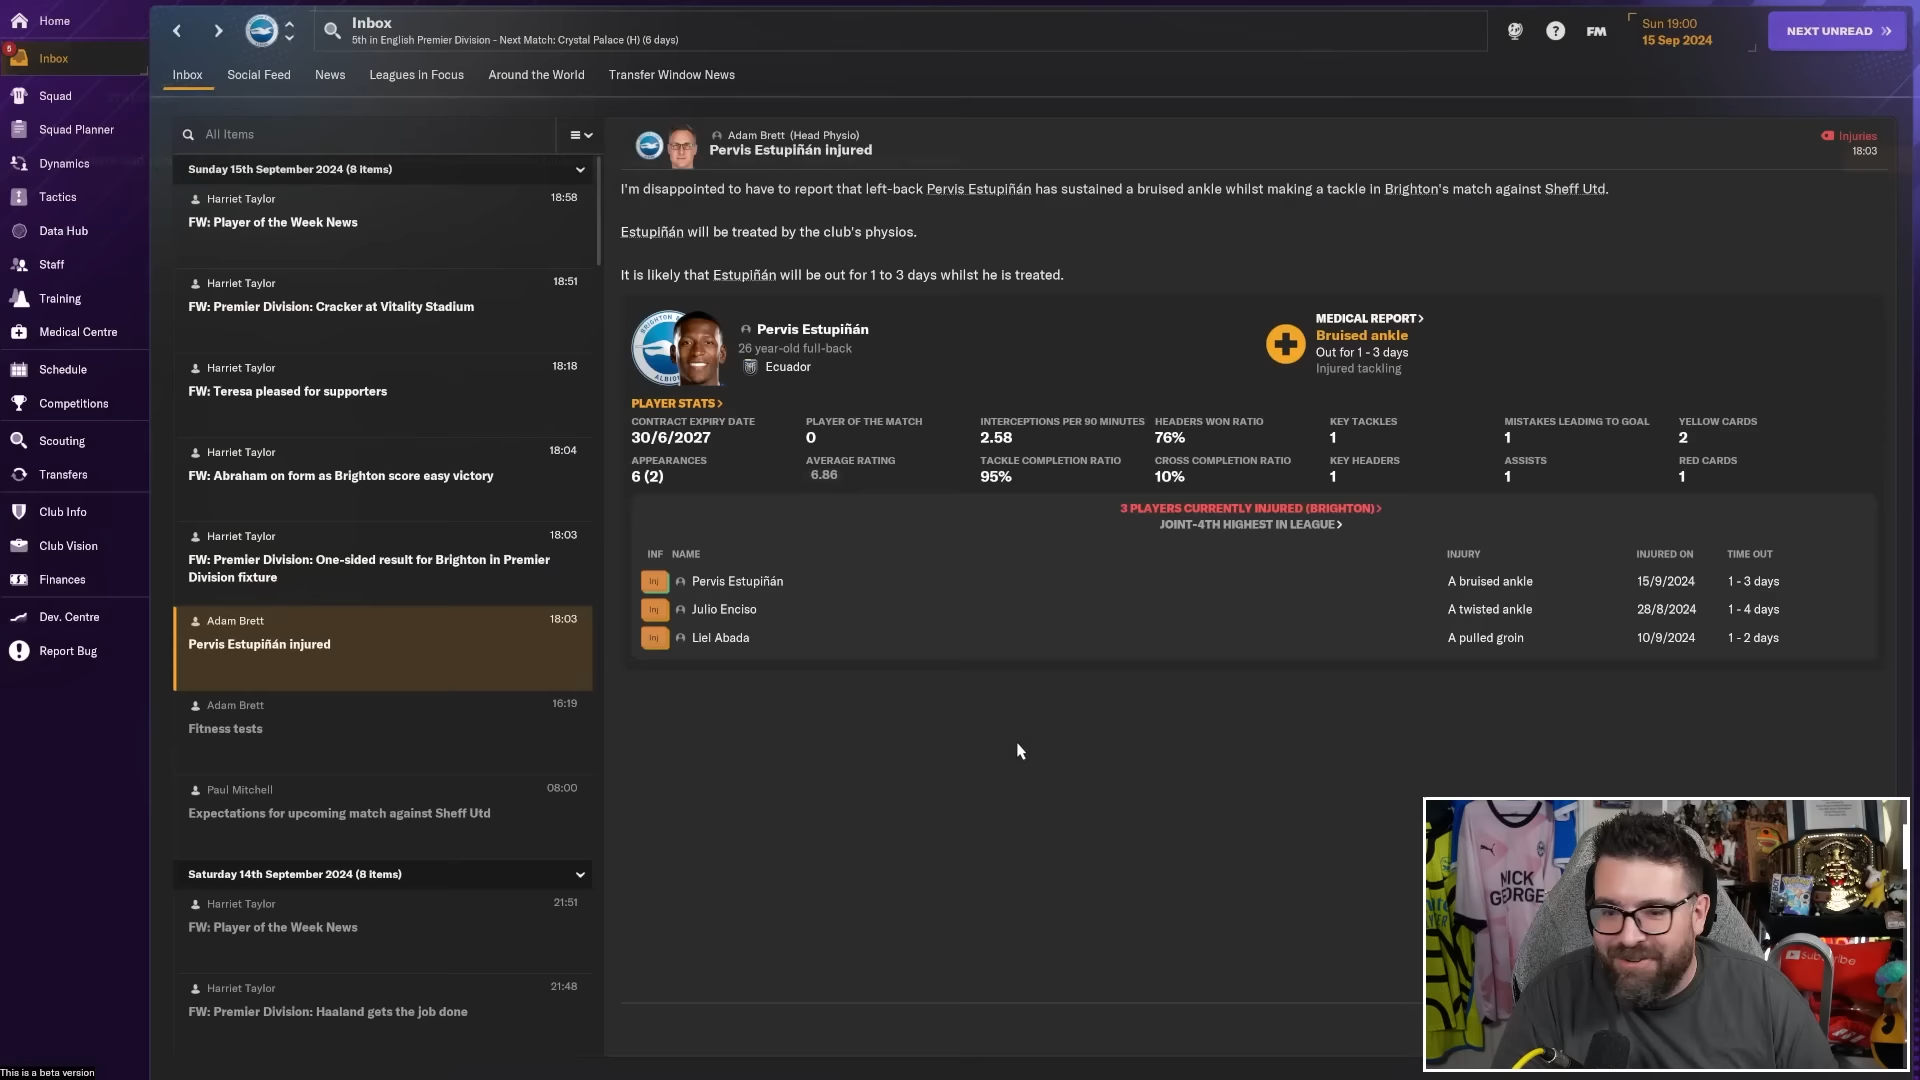 Home
6
Inbox
Squad
Squad Planner
Dynamics
Tactics
Data Hub
Staff
Training
Medical Centre
Schedule
Competitions
Scouting
Transfers
Club Info
Club Vision
Finances
Dev. Centre
Report Bug
This is a beta version
Inbox
5th in English Premier Division - Next Match: Crystal Palace (H) (6 days)
FM
Sun 19:00
15 Sep 2024
NEXT UNREAD
Inbox Social Feed News Leagues in Focus Around the World Transfer Window News
All Items
Sunday 15th September 2024 (8 items)
Harriet Taylor 18:58
FW: Player of the Week News
Harriet Taylor 18:51
FW: Premier Division: Cracker at Vitality Stadium
Harriet Taylor 18:18
FW: Teresa pleased for supporters
Harriet Taylor 18:04
FW: Abraham on form as Brighton score easy victory
Harriet Taylor 18:03
FW: Premier Division: One-sided result for Brighton in Premier
Division fixture
Adam Brett 18:03
Pervis Estupiñán injured
Adam Brett 16:19
Fitness tests
Paul Mitchell 08:00
Expectations for upcoming match against Sheff Utd
Saturday 14th September 2024 (8 items)
Harriet Taylor 21:51
FW: Player of the Week News
Harriet Taylor 21:48
FW: Premier Division: Haaland gets the job done
Adam Brett (Head Physio)
Pervis Estupiñán injured
Injuries
18:03
I'm disappointed to have to report that left-back Pervis Estupiñán has sustained a bruised ankle whilst making a tackle in Brighton's match against Sheff Utd.
Estupiñán will be treated by the club's physios.
It is likely that Estupiñán will be out for 1 to 3 days whilst he is treated.
Pervis Estupiñán
26 year-old full-back
Ecuador
MEDICAL REPORT >
Bruised ankle
Out for 1 - 3 days
Injured tackling
PLAYER STATS >
CONTRACT EXPIRY DATE PLAYER OF THE MATCH INTERCEPTIONS PER 90 MINUTES HEADERS WON RATIO KEY TACKLES MISTAKES LEADING TO GOAL YELLOW CARDS
30/6/2027 0 2.58 76% 1 1 2
APPEARANCES AVERAGE RATING TACKLE COMPLETION RATIO CROSS COMPLETION RATIO KEY HEADERS ASSISTS RED CARDS
6 (2) 6.86 95% 10% 1 1 1
3 PLAYERS CURRENTLY INJURED (BRIGHTON) >
JOINT-4TH HIGHEST IN LEAGUE >
INF NAME INJURY INJURED ON TIME OUT
Inj Pervis Estupiñán A bruised ankle 15/9/2024 1 - 3 days
Inj Julio Enciso A twisted ankle 28/8/2024 1 - 4 days
Inj Liel Abada A pulled groin 10/9/2024 1 - 2 days
NICK
GEORGE